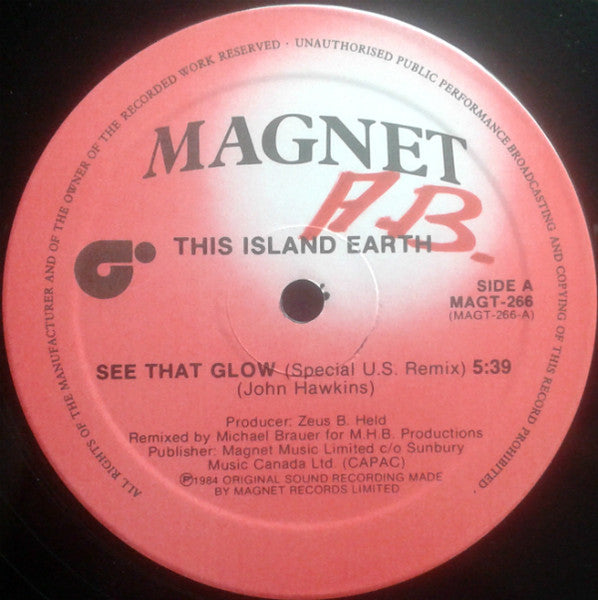 ALL RIGHTS OF THE MANUFACTURER AND OF THE OWNER OF THE RECORDED WORK RESERVED · UNAUTHORISED PUBLIC PERFORMANCE BROADCASTING AND COPYING OF THIS RECORD PROHIBITED
MAGNET
A.B.
THIS ISLAND EARTH
SIDE A
MAGT-266
(MAGT-266-A)
SEE THAT GLOW (Special U.S. Remix) 5:39
(John Hawkins)
Producer: Zeus B. Held
Remixed by Michael Brauer for M.H.B. Productions
Publisher: Magnet Music Limited c/o Sunbury
Music Canada Ltd. (CAPAC)
℗1984 ORIGINAL SOUND RECORDING MADE
BY MAGNET RECORDS LIMITED